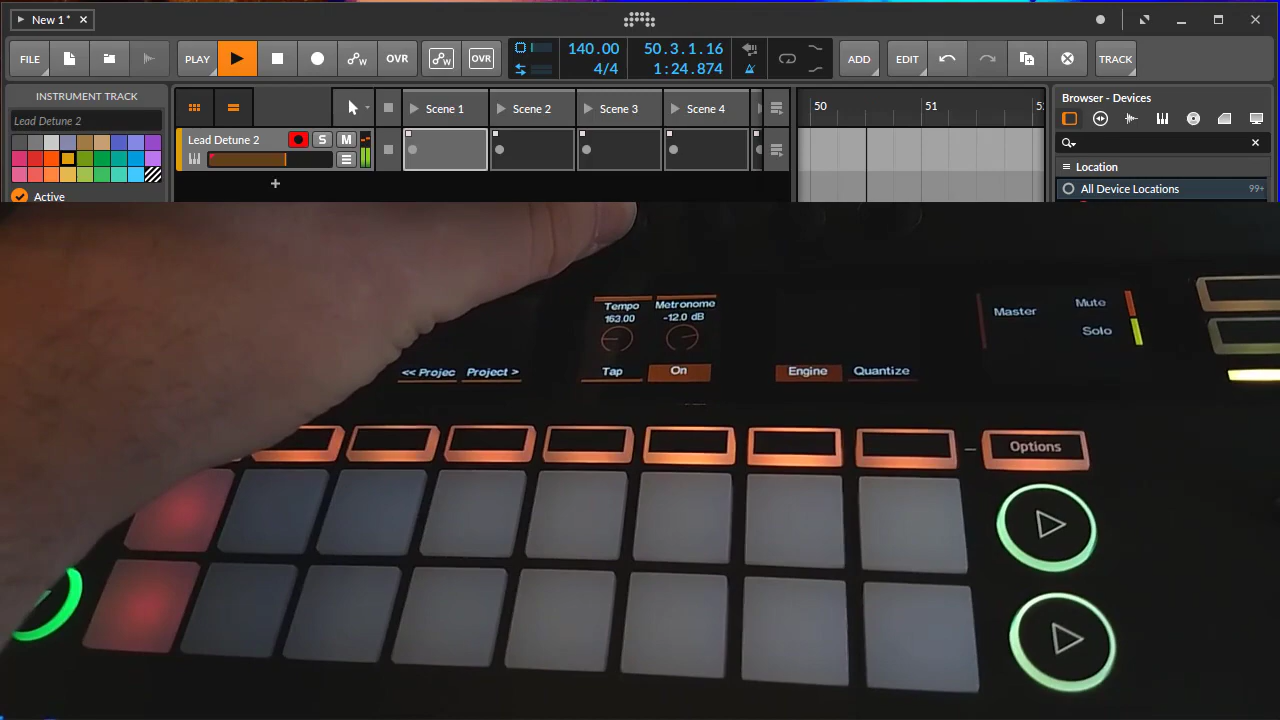 New 1 *
FILE
PLAY
OVR
OVR
140.00
4/4
50.3.1.16
1:24.874
ADD
EDIT
TRACK
INSTRUMENT TRACK
Lead Detune 2
Active
Lead Detune 2
S
M
Scene 1
Scene 2
Scene 3
Scene 4
50
51
Browser - Devices
Location
All Device Locations
99+
Tempo
163.00
Metronome
-12.0 dB
Master
Mute
Solo
<< Projec
Project >
Tap
On
Engine
Quantize
Options